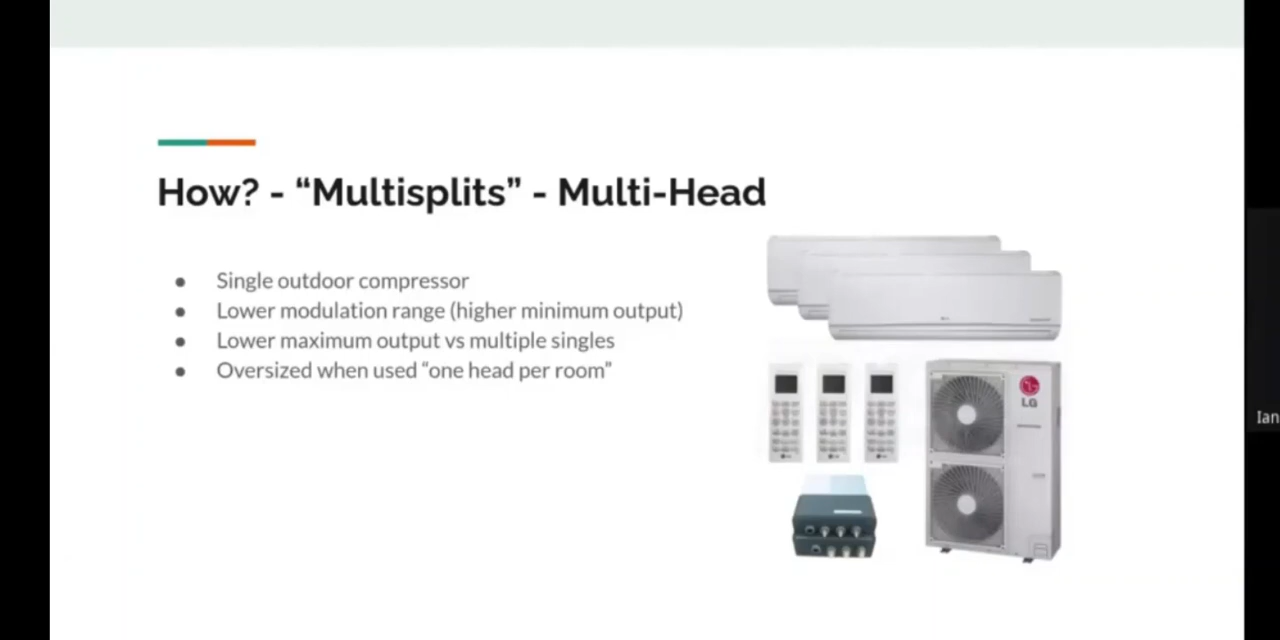 How? - “Multisplits” - Multi-Head
● Single outdoor compressor
● Lower modulation range (higher minimum output)
● Lower maximum output vs multiple singles
● Oversized when used “one head per room”
LG
Ian